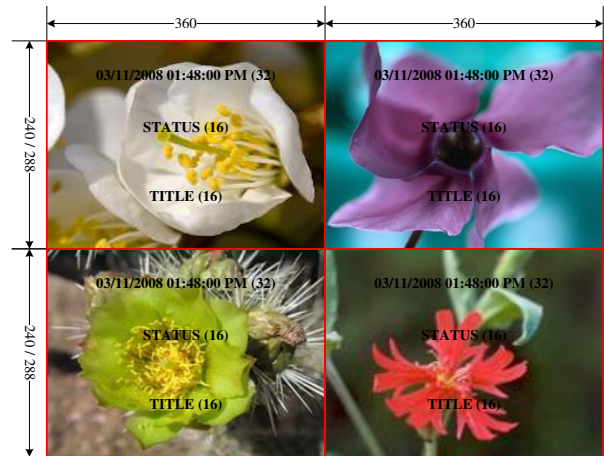 360
360
240 / 288
03/11/2008 01:48:00 PM (32)
STATUS (16)
TITLE (16)
03/11/2008 01:48:00 PM (32)
STATUS (16)
TITLE (16)
240 / 288
03/11/2008 01:48:00 PM (32)
STATUS (16)
TITLE (16)
03/11/2008 01:48:00 PM (32)
STATUS (16)
TITLE (16)